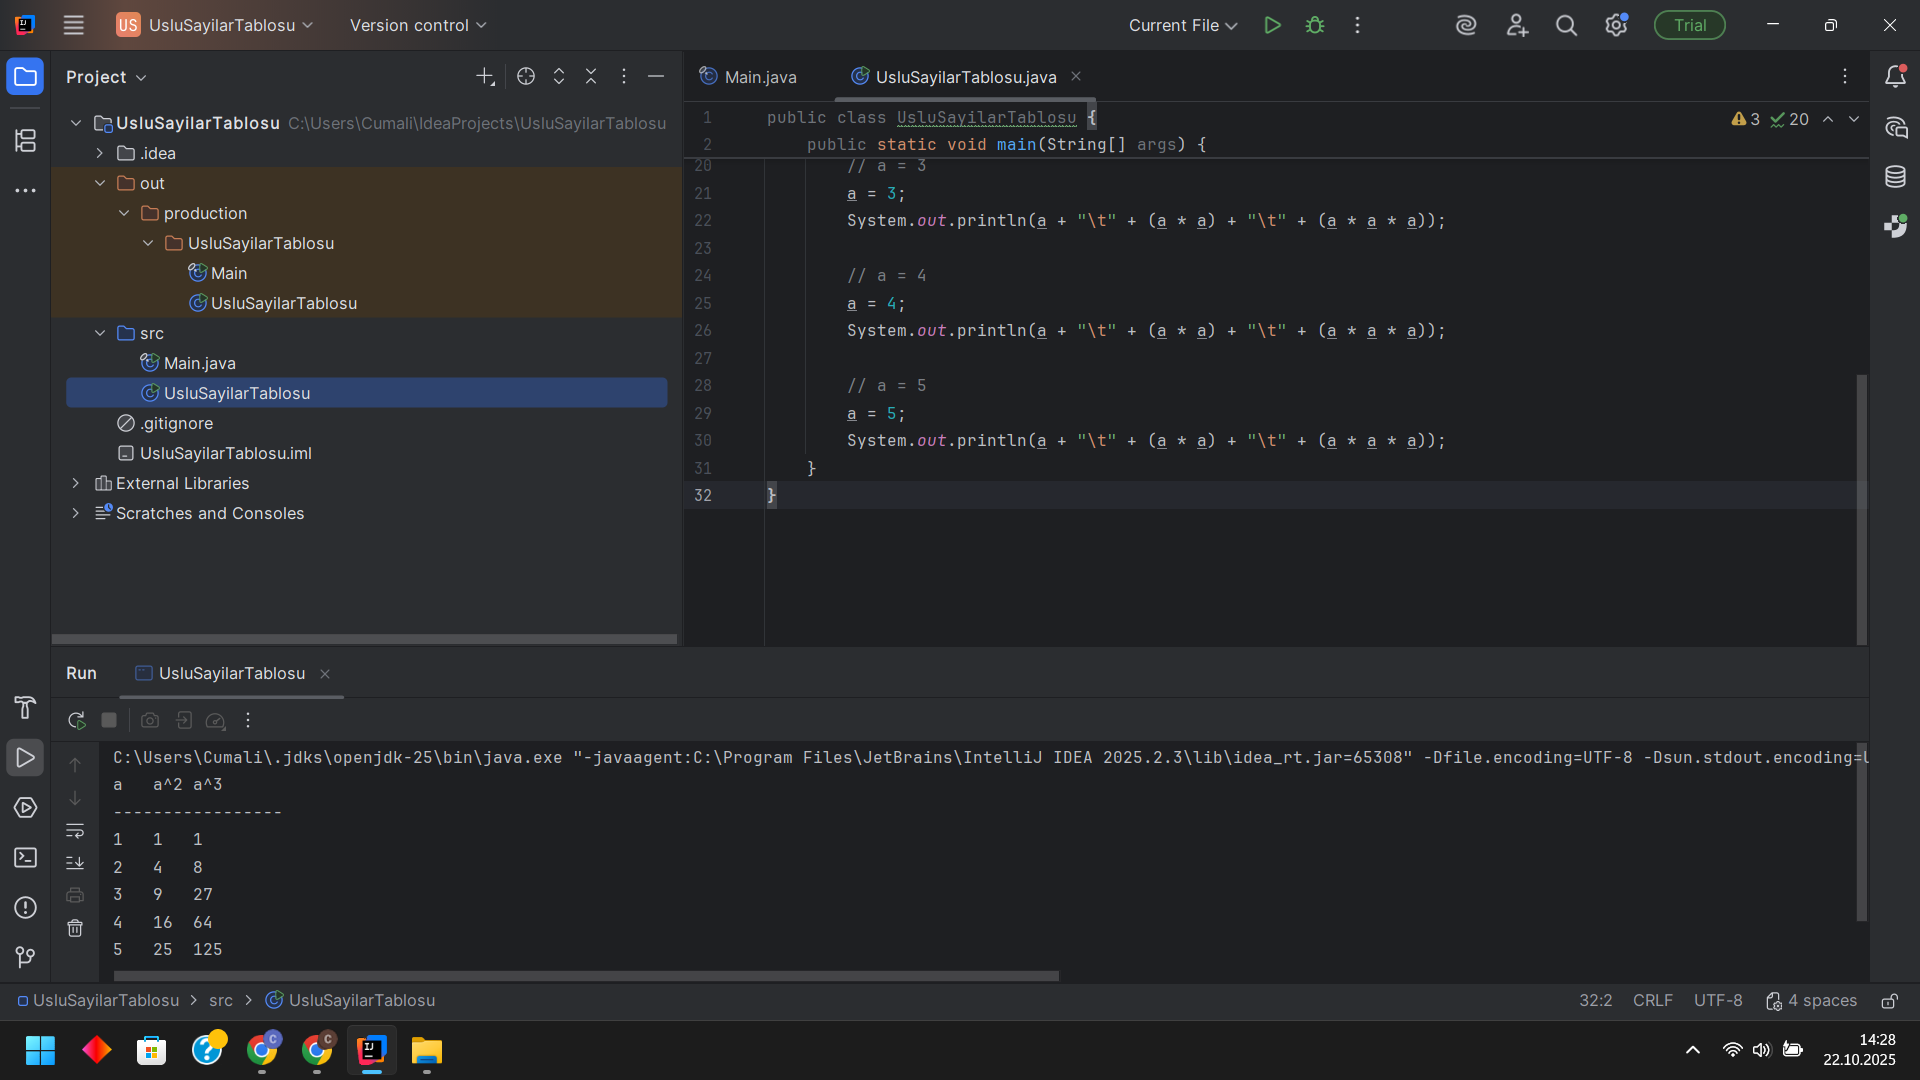 US UsluSayilarTablosu Version control Current File Trial
Project
UsluSayilarTablosu C:\Users\Cumali\IdeaProjects\UsluSayilarTablosu
.idea
out
production
UsluSayilarTablosu
Main
UsluSayilarTablosu
src
Main.java
UsluSayilarTablosu
.gitignore
UsluSayilarTablosu.iml
External Libraries
Scratches and Consoles
Main.java UsluSayilarTablosu.java
1 public class UsluSayilarTablosu { 3 20
2 public static void main(String[] args) {
20 // a = 3
21 a = 3;
22 System.out.println(a + "\t" + (a * a) + "\t" + (a * a * a));
23
24 // a = 4
25 a = 4;
26 System.out.println(a + "\t" + (a * a) + "\t" + (a * a * a));
27
28 // a = 5
29 a = 5;
30 System.out.println(a + "\t" + (a * a) + "\t" + (a * a * a));
31 }
32 }
Run UsluSayilarTablosu
C:\Users\Cumali\.jdks\openjdk-25\bin\java.exe "-javaagent:C:\Program Files\JetBrains\IntelliJ IDEA 2025.2.3\lib\idea_rt.jar=65308" -Dfile.encoding=UTF-8 -Dsun.stdout.encoding=U
a a^2 a^3
-----------------
1 1 1
2 4 8
3 9 27
4 16 64
5 25 125
UsluSayilarTablosu > src > UsluSayilarTablosu 32:2 CRLF UTF-8 4 spaces
C C IJ
14:28
22.10.2025